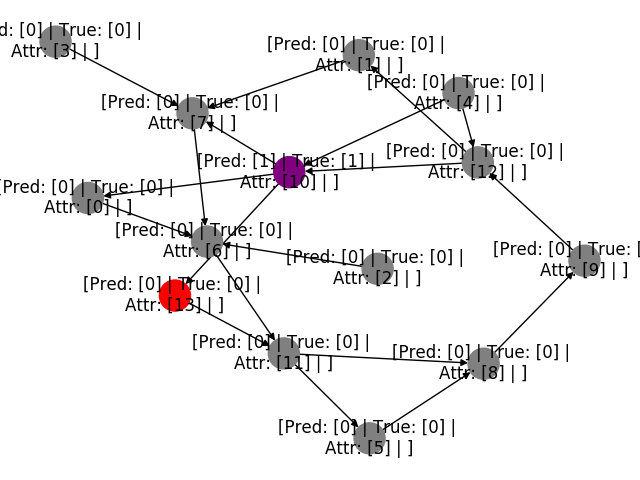 d: [0] | True: [0] |
Attr: [3] | ]
[Pred: [0] | True: [0] |
Attr: [1] | ]
[Pred: [0] | True: [0] |
Attr: [4] | ]
[Pred: [0] | True: [0] |
Attr: [7] | ]
[Pred: [0] | True: [0] |
Attr: [12] | ]
[Pred: [1] | True: [1] |
Attr: [10] | ]
[Pred: [0] | True: [0] |
Attr: [0] | ]
[Pred: [0] | True: [0] |
Attr: [6] | ]
[Pred: [0] | True: [
Attr: [9] | ]
[Pred: [0] | True: [0] |
Attr: [2] | ]
[Pred: [0] | True: [0] |
Attr: [13] | ]
[Pred: [0] | True: [0] |
Attr: [11] | ]
[Pred: [0] | True: [0] |
Attr: [8] | ]
[Pred: [0] | True: [0] |
Attr: [5] | ]